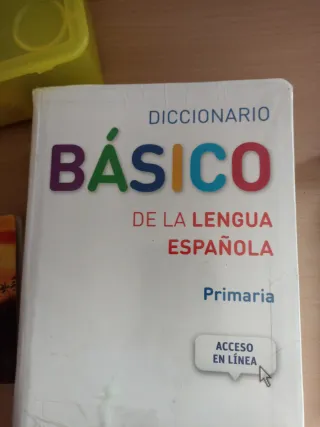 DICCIONARIO
BÁSICO
DE LA LENGUA
ESPAÑOLA
Primaria
ACCESO
EN LÍNEA